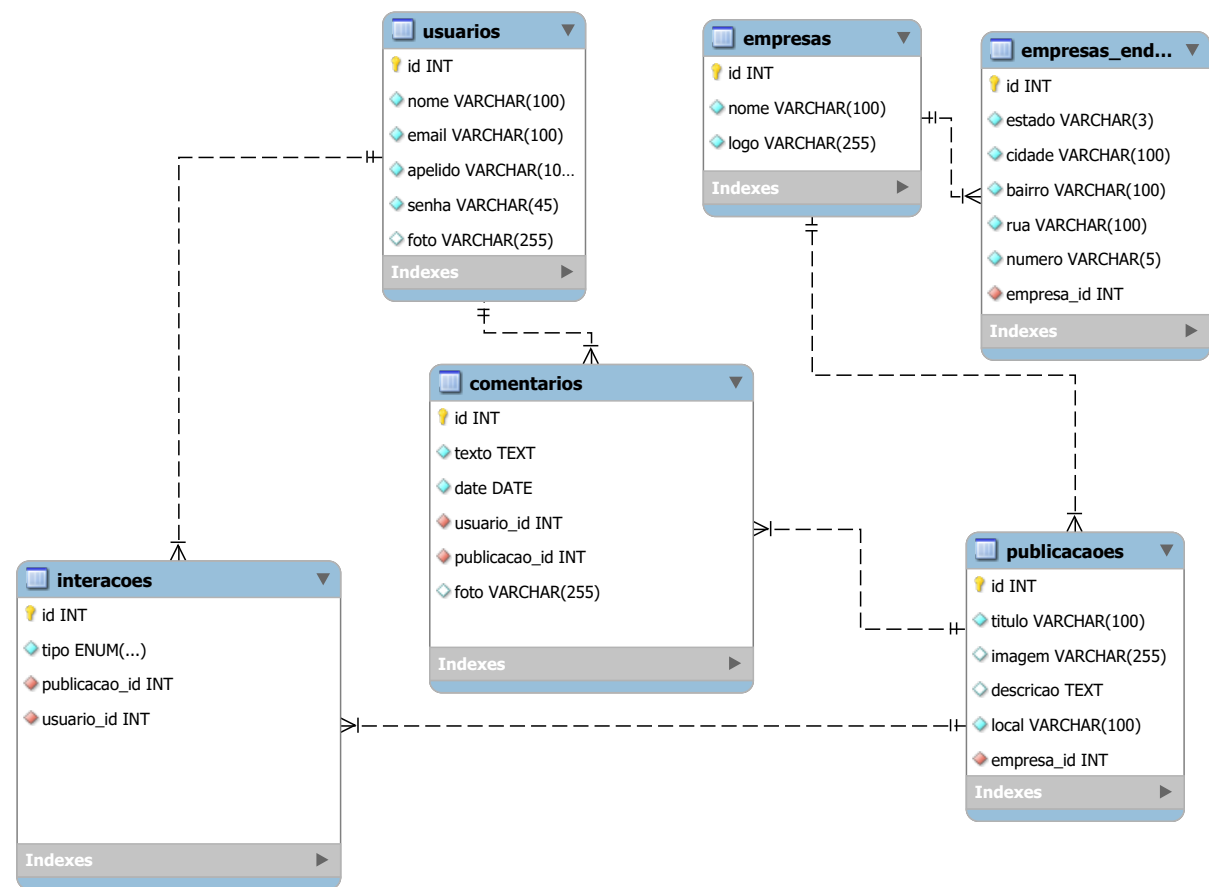 usuarios
id INT
nome VARCHAR(100)
email VARCHAR(100)
apelido VARCHAR(10...
senha VARCHAR(45)
foto VARCHAR(255)
Indexes
empresas
id INT
nome VARCHAR(100)
logo VARCHAR(255)
Indexes
empresas_end...
id INT
estado VARCHAR(3)
cidade VARCHAR(100)
bairro VARCHAR(100)
rua VARCHAR(100)
numero VARCHAR(5)
empresa_id INT
Indexes
comentarios
id INT
texto TEXT
date DATE
usuario_id INT
publicacao_id INT
foto VARCHAR(255)
Indexes
interacoes
id INT
tipo ENUM(...)
publicacao_id INT
usuario_id INT
Indexes
publicacaoes
id INT
titulo VARCHAR(100)
imagem VARCHAR(255)
descricao TEXT
local VARCHAR(100)
empresa_id INT
Indexes